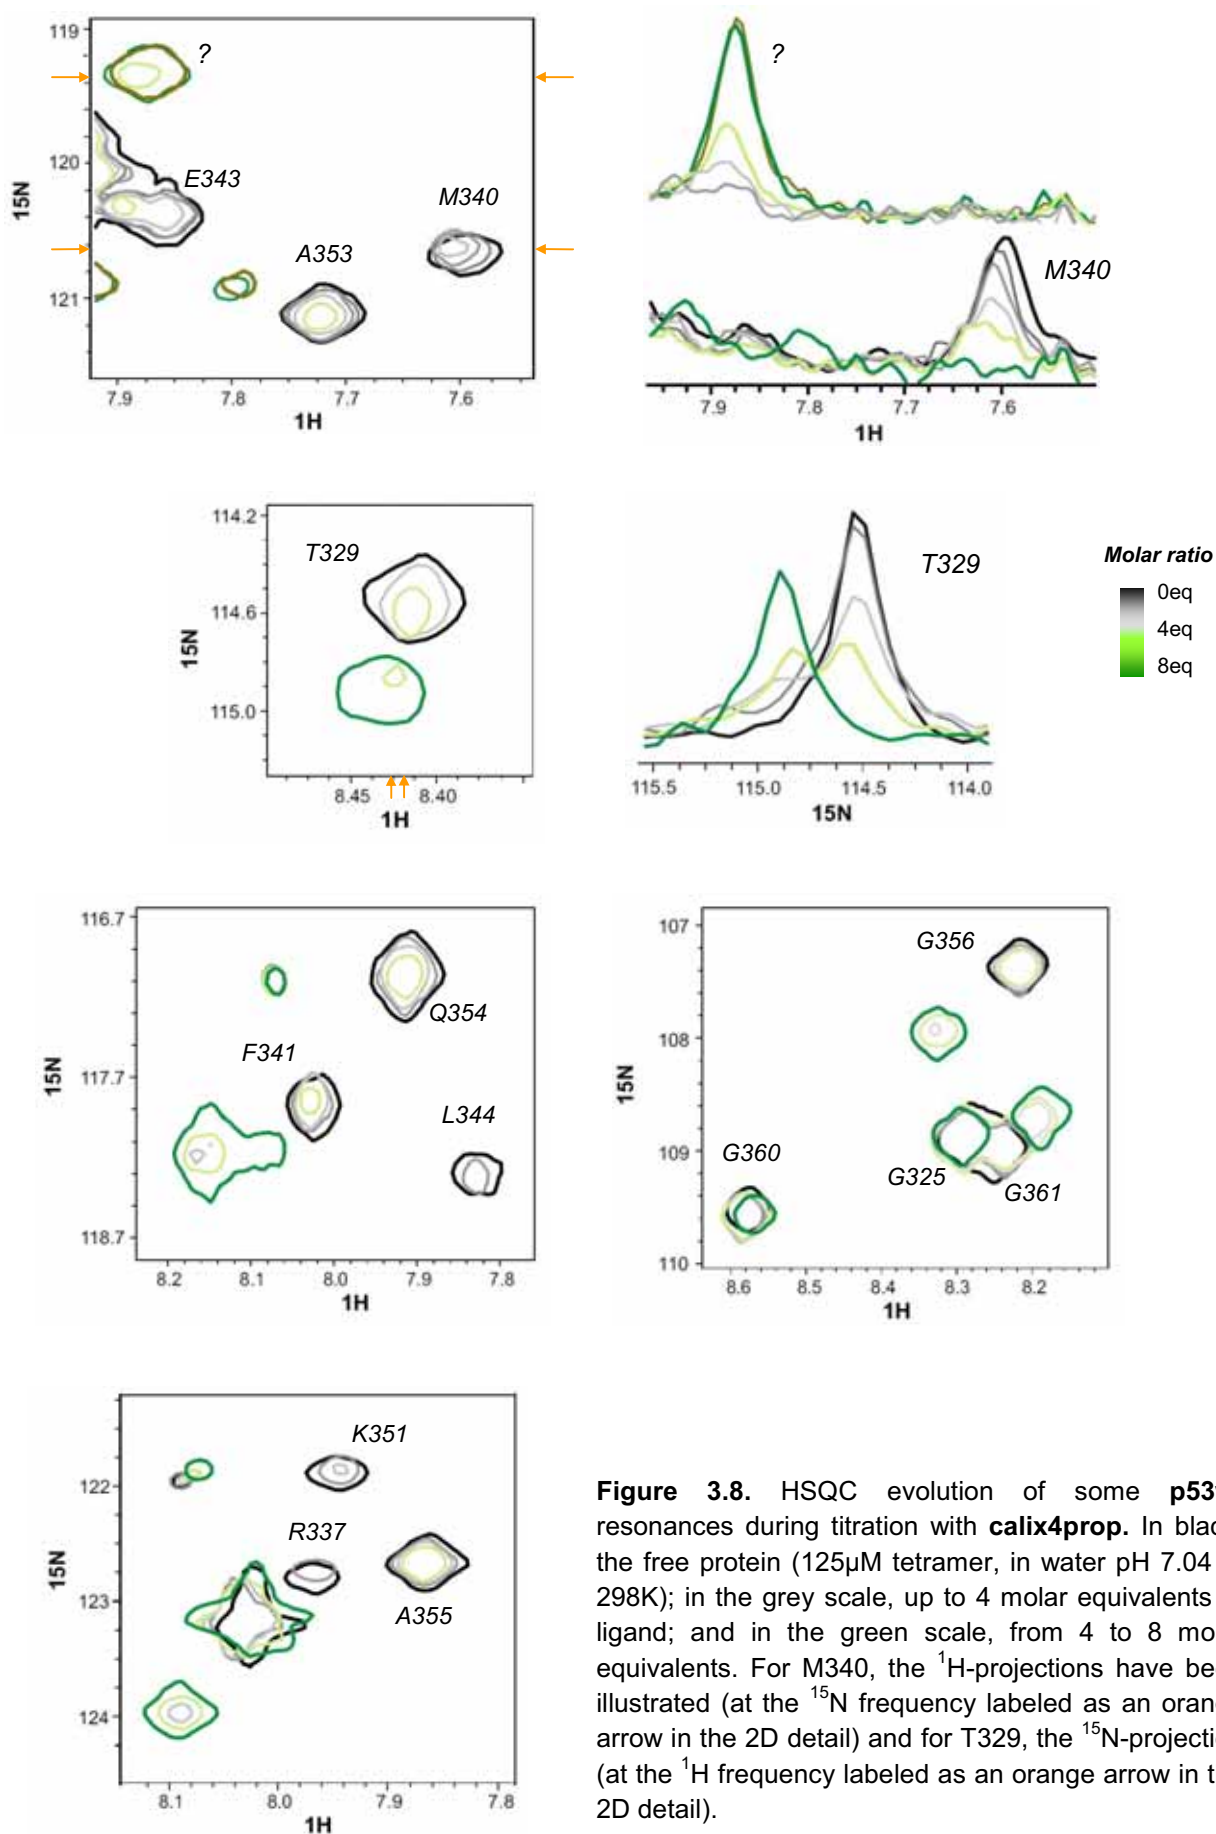 119
120
121
15N
?
E343
M340
A353
7.9 7.8 7.7 7.6
1H
?
M340
7.9 7.8 7.7 7.6
1H
114.2
114.6
115.0
15N
T329
8.45 8.40
1H
T329
115.5 115.0 114.5 114.0
15N
Molar ratio
0eq
4eq
8eq
116.7
117.7
118.7
15N
Q354
F341
L344
8.2 8.1 8.0 7.9 7.8
1H
107
108
109
110
15N
G356
G360
G325
G361
8.6 8.5 8.4 8.3 8.2
1H
122
123
124
15N
K351
R337
A355
8.1 8.0 7.9 7.8
1H
Figure 3.8. HSQC evolution of some
resonances during titration with calix4prop. In
the free protein (125µM tetramer, in water pH 7.04
298K); in the grey scale, up to 4 molar equivalents
ligand; and in the green scale, from 4 to 8
equivalents. For M340, the ¹H-projections have
illustrated (at the ¹⁵N frequency labeled as an
arrow in the 2D detail) and for T329, the
(at the ¹H frequency labeled as an orange arrow in
2D detail).